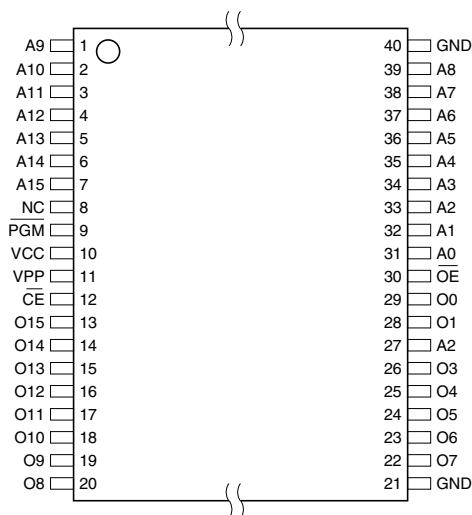 A9 1 40 GND
A10 2 39 A8
A11 3 38 A7
A12 4 37 A6
A13 5 36 A5
A14 6 35 A4
A15 7 34 A3
NC 8 33 A2
P̅G̅M̅ 9 32 A1
VCC 10 31 A0
VPP 11 30 O̅E̅
C̅E̅ 12 29 O0
O15 13 28 O1
O14 14 27 A2
O13 15 26 O3
O12 16 25 O4
O11 17 24 O5
O10 18 23 O6
O9 19 22 O7
O8 20 21 GND